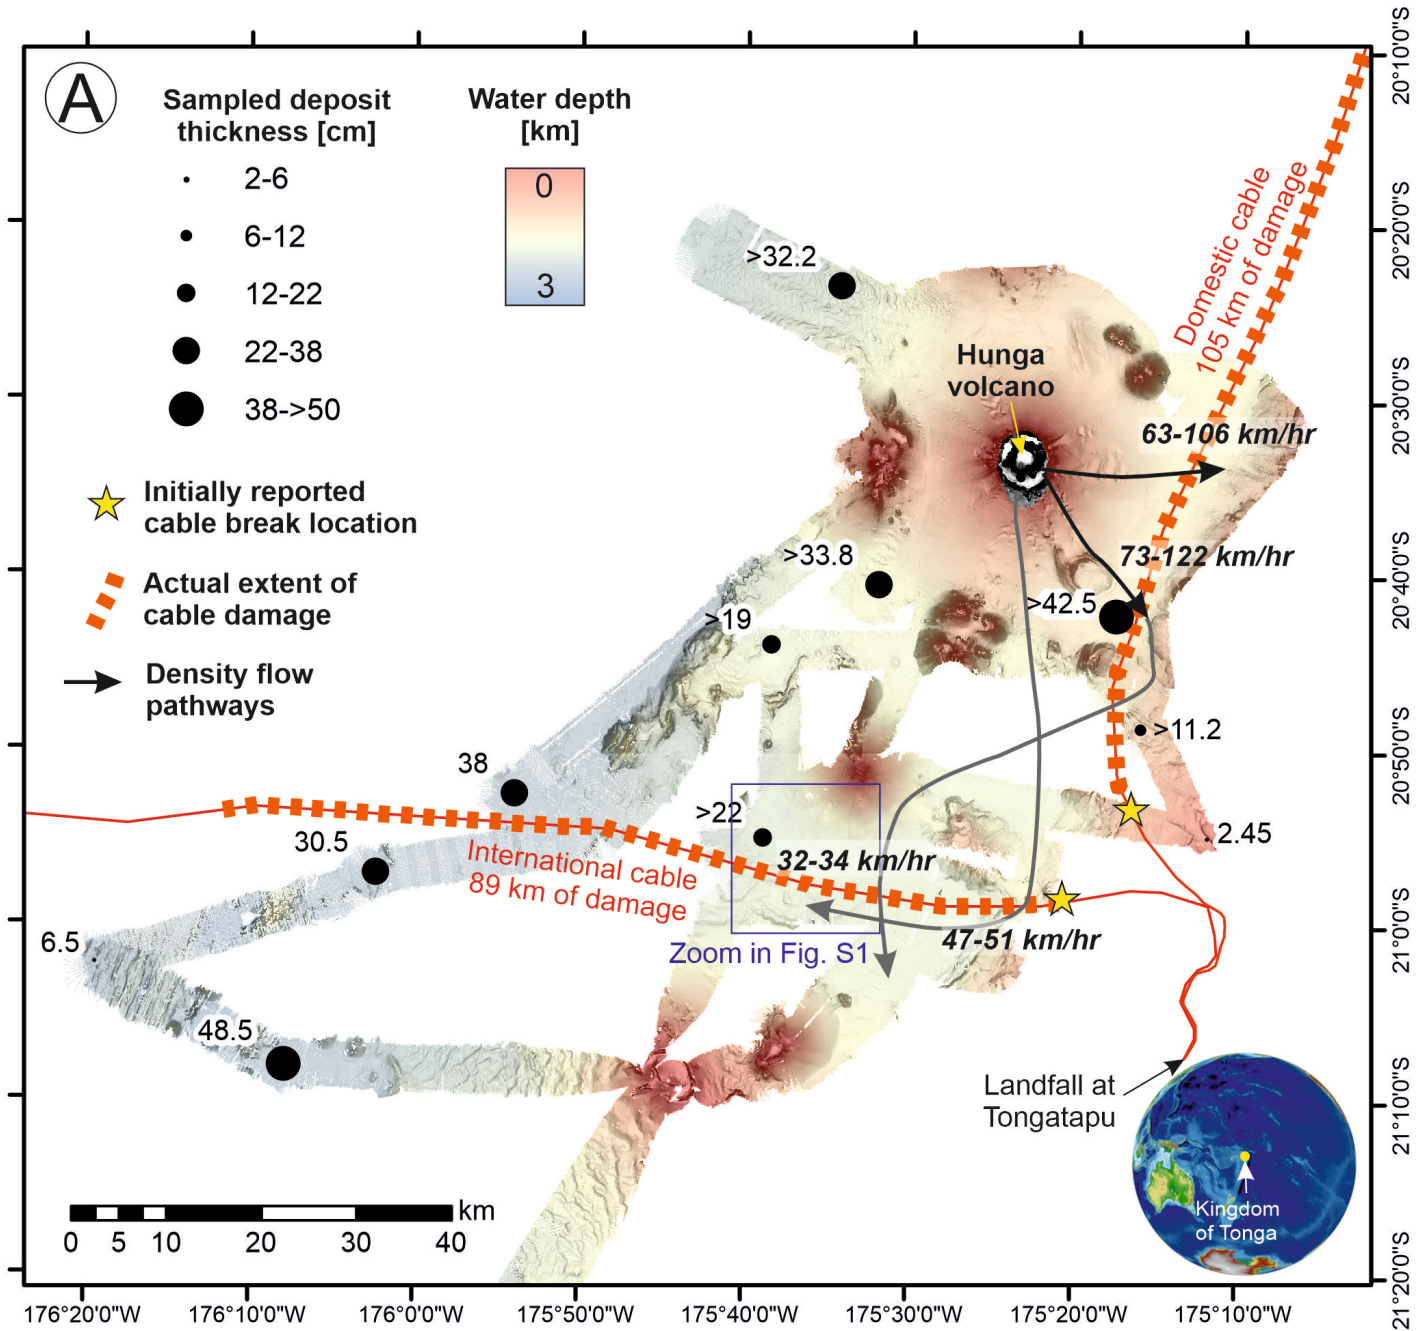 A
Sampled deposit
thickness [cm]
2-6
6-12
12-22
22-38
38->50
Water depth
[km]
0
3
Initially reported
cable break location
Actual extent of
cable damage
Density flow
pathways
Domestic cable
105 km of damage
>32.2
Hunga
volcano
63-106 km/hr
73-122 km/hr
>33.8
>42.5
>19
>11.2
38
>22
2.45
30.5
32-34 km/hr
International cable
89 km of damage
47-51 km/hr
Zoom in Fig. S1
6.5
48.5
Landfall at
Tongatapu
Kingdom
of Tonga
km
0 5 10 20 30 40
20°10'0"S
20°20'0"S
20°30'0"S
20°40'0"S
20°50'0"S
21°0'0"S
21°10'0"S
21°20'0"S
176°20'0"W 176°10'0"W 176°0'0"W 175°50'0"W 175°40'0"W 175°30'0"W 175°20'0"W 175°10'0"W